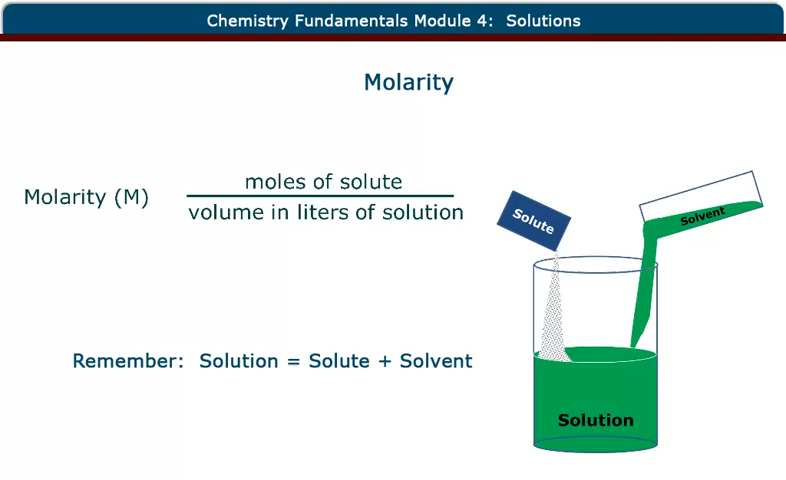 Chemistry Fundamentals Module 4: Solutions
Molarity
Molarity (M)
moles of solute
volume in liters of solution
Solute
Solvent
Remember: Solution = Solute + Solvent
Solution